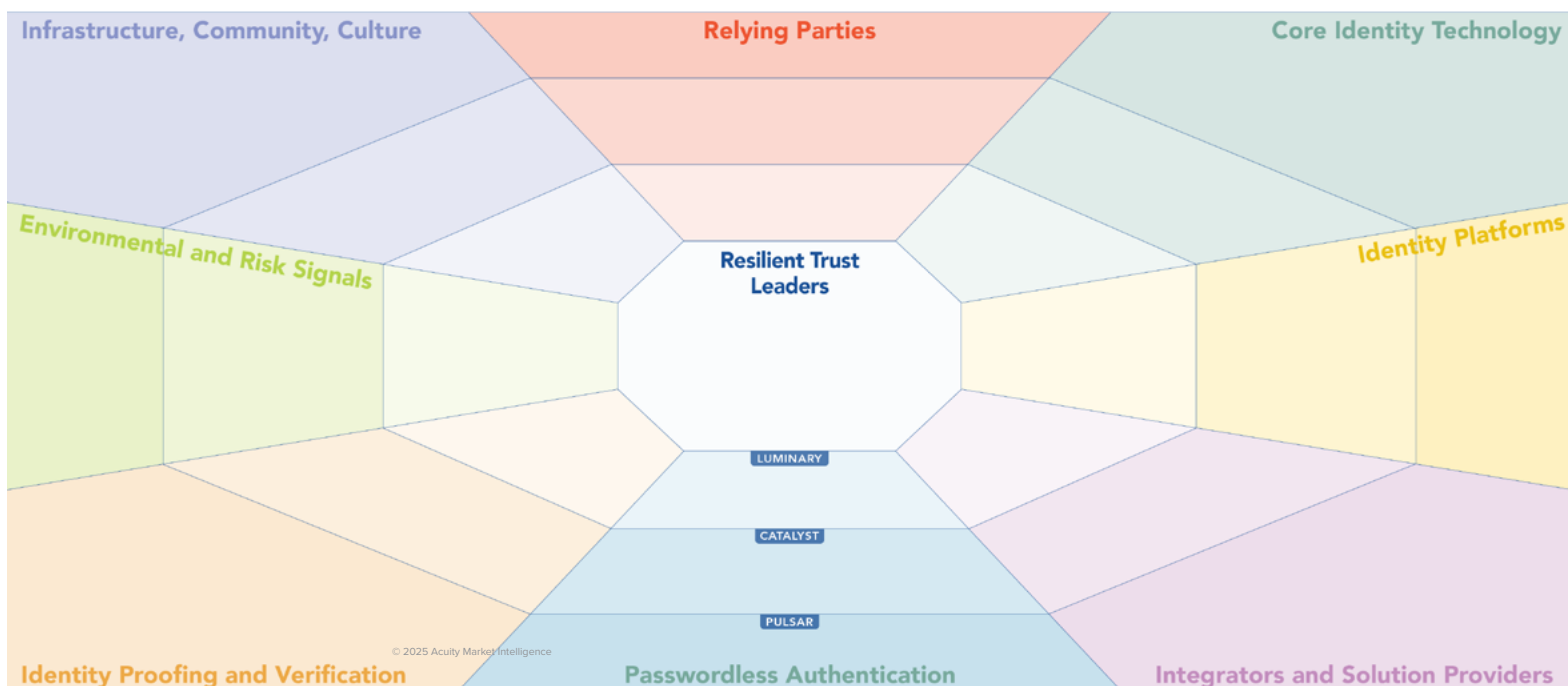 Infrastructure, Community, Culture
Relying Parties
Core Identity Technology
Environmental and Risk Signals
Identity Platforms
Resilient Trust
Leaders
LUMINARY
CATALYST
PULSAR
© 2025 Acuity Market Intelligence
Identity Proofing and Verification
Passwordless Authentication
Integrators and Solution Providers